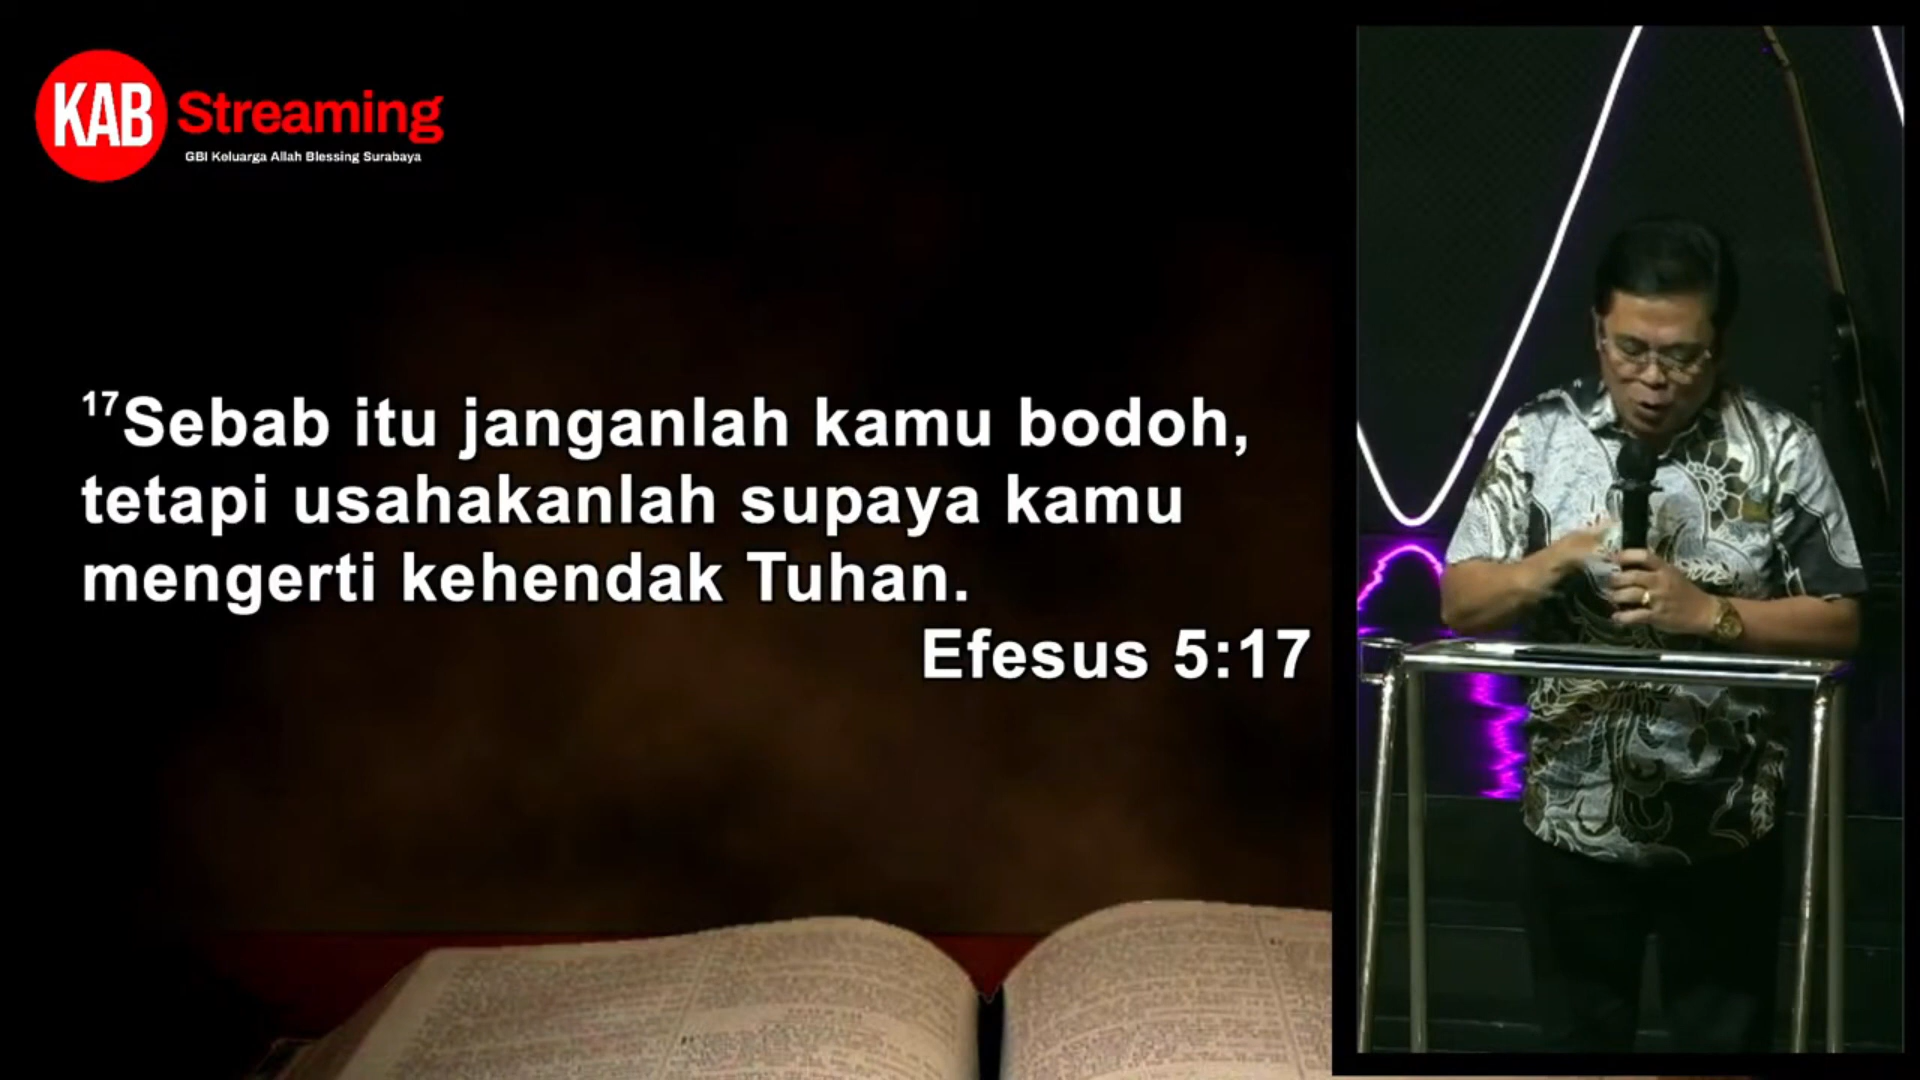 KAB Streaming
GBI Keluarga Allah Blessing Surabaya
17Sebab itu janganlah kamu bodoh,
tetapi usahakanlah supaya kamu
mengerti kehendak Tuhan.
Efesus 5:17